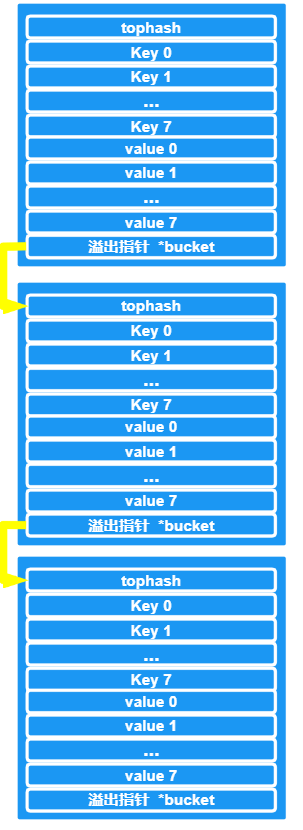 tophash
Key 0
Key 1
...
Key 7
value 0
value 1
...
value 7
溢出指针 *bucket
tophash
Key 0
Key 1
...
Key 7
value 0
value 1
...
value 7
溢出指针 *bucket
tophash
Key 0
Key 1
...
Key 7
value 0
value 1
...
value 7
溢出指针 *bucket